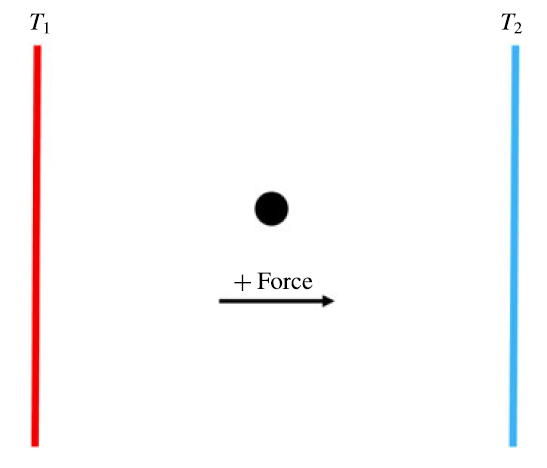 T₁
T₂
+ Force